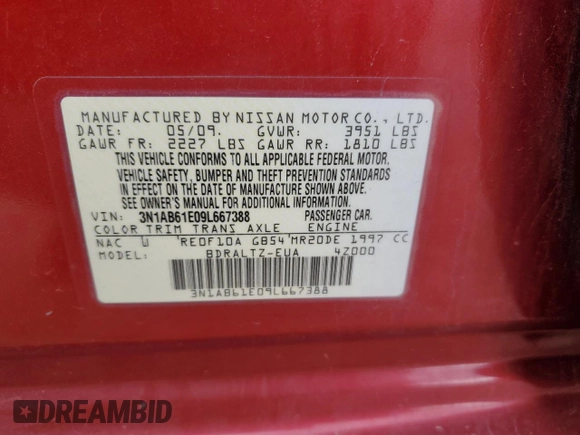 MANUFACTURED BY NISSAN MOTOR CO., LTD.
DATE: 05/09. GVWR: 3951 LBS
GAWR FR: 2227 LBS GAWR RR: 1810 LBS
THIS VEHICLE CONFORMS TO ALL APPLICABLE FEDERAL MOTOR.
VEHICLE SAFETY, BUMPER AND THEFT PREVENTION STANDARDS
IN EFFECT ON THE DATE OF MANUFACTURE SHOWN ABOVE.
SEE OWNER'S MANUAL FOR ADDITIONAL INFORMATION.
VIN: 3N1AB61E09L667388 PASSENGER CAR.
COLOR TRIM TRANS AXLE ENGINE
NAC W 'RE0F10A GB54'MR20DE 1997 CC
MODEL: BDRALTZ-EUA 4Z000
3N1AB61E09L667388
DREAMBID